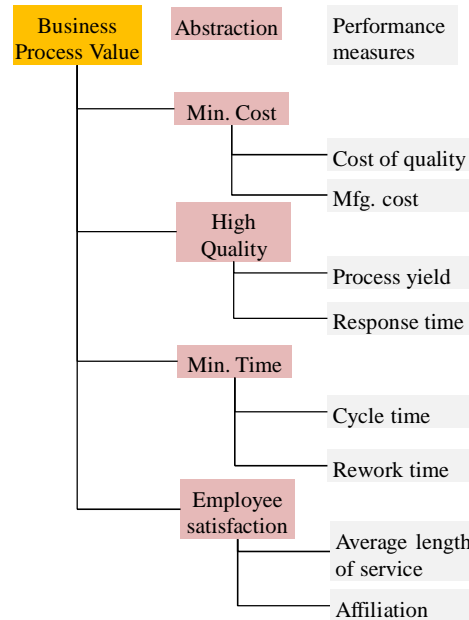 Business
Process Value
Abstraction
Performance
measures
Min. Cost
Cost of quality
Mfg. cost
High
Quality
Process yield
Response time
Min. Time
Cycle time
Rework time
Employee
satisfaction
Average length
of service
Affiliation